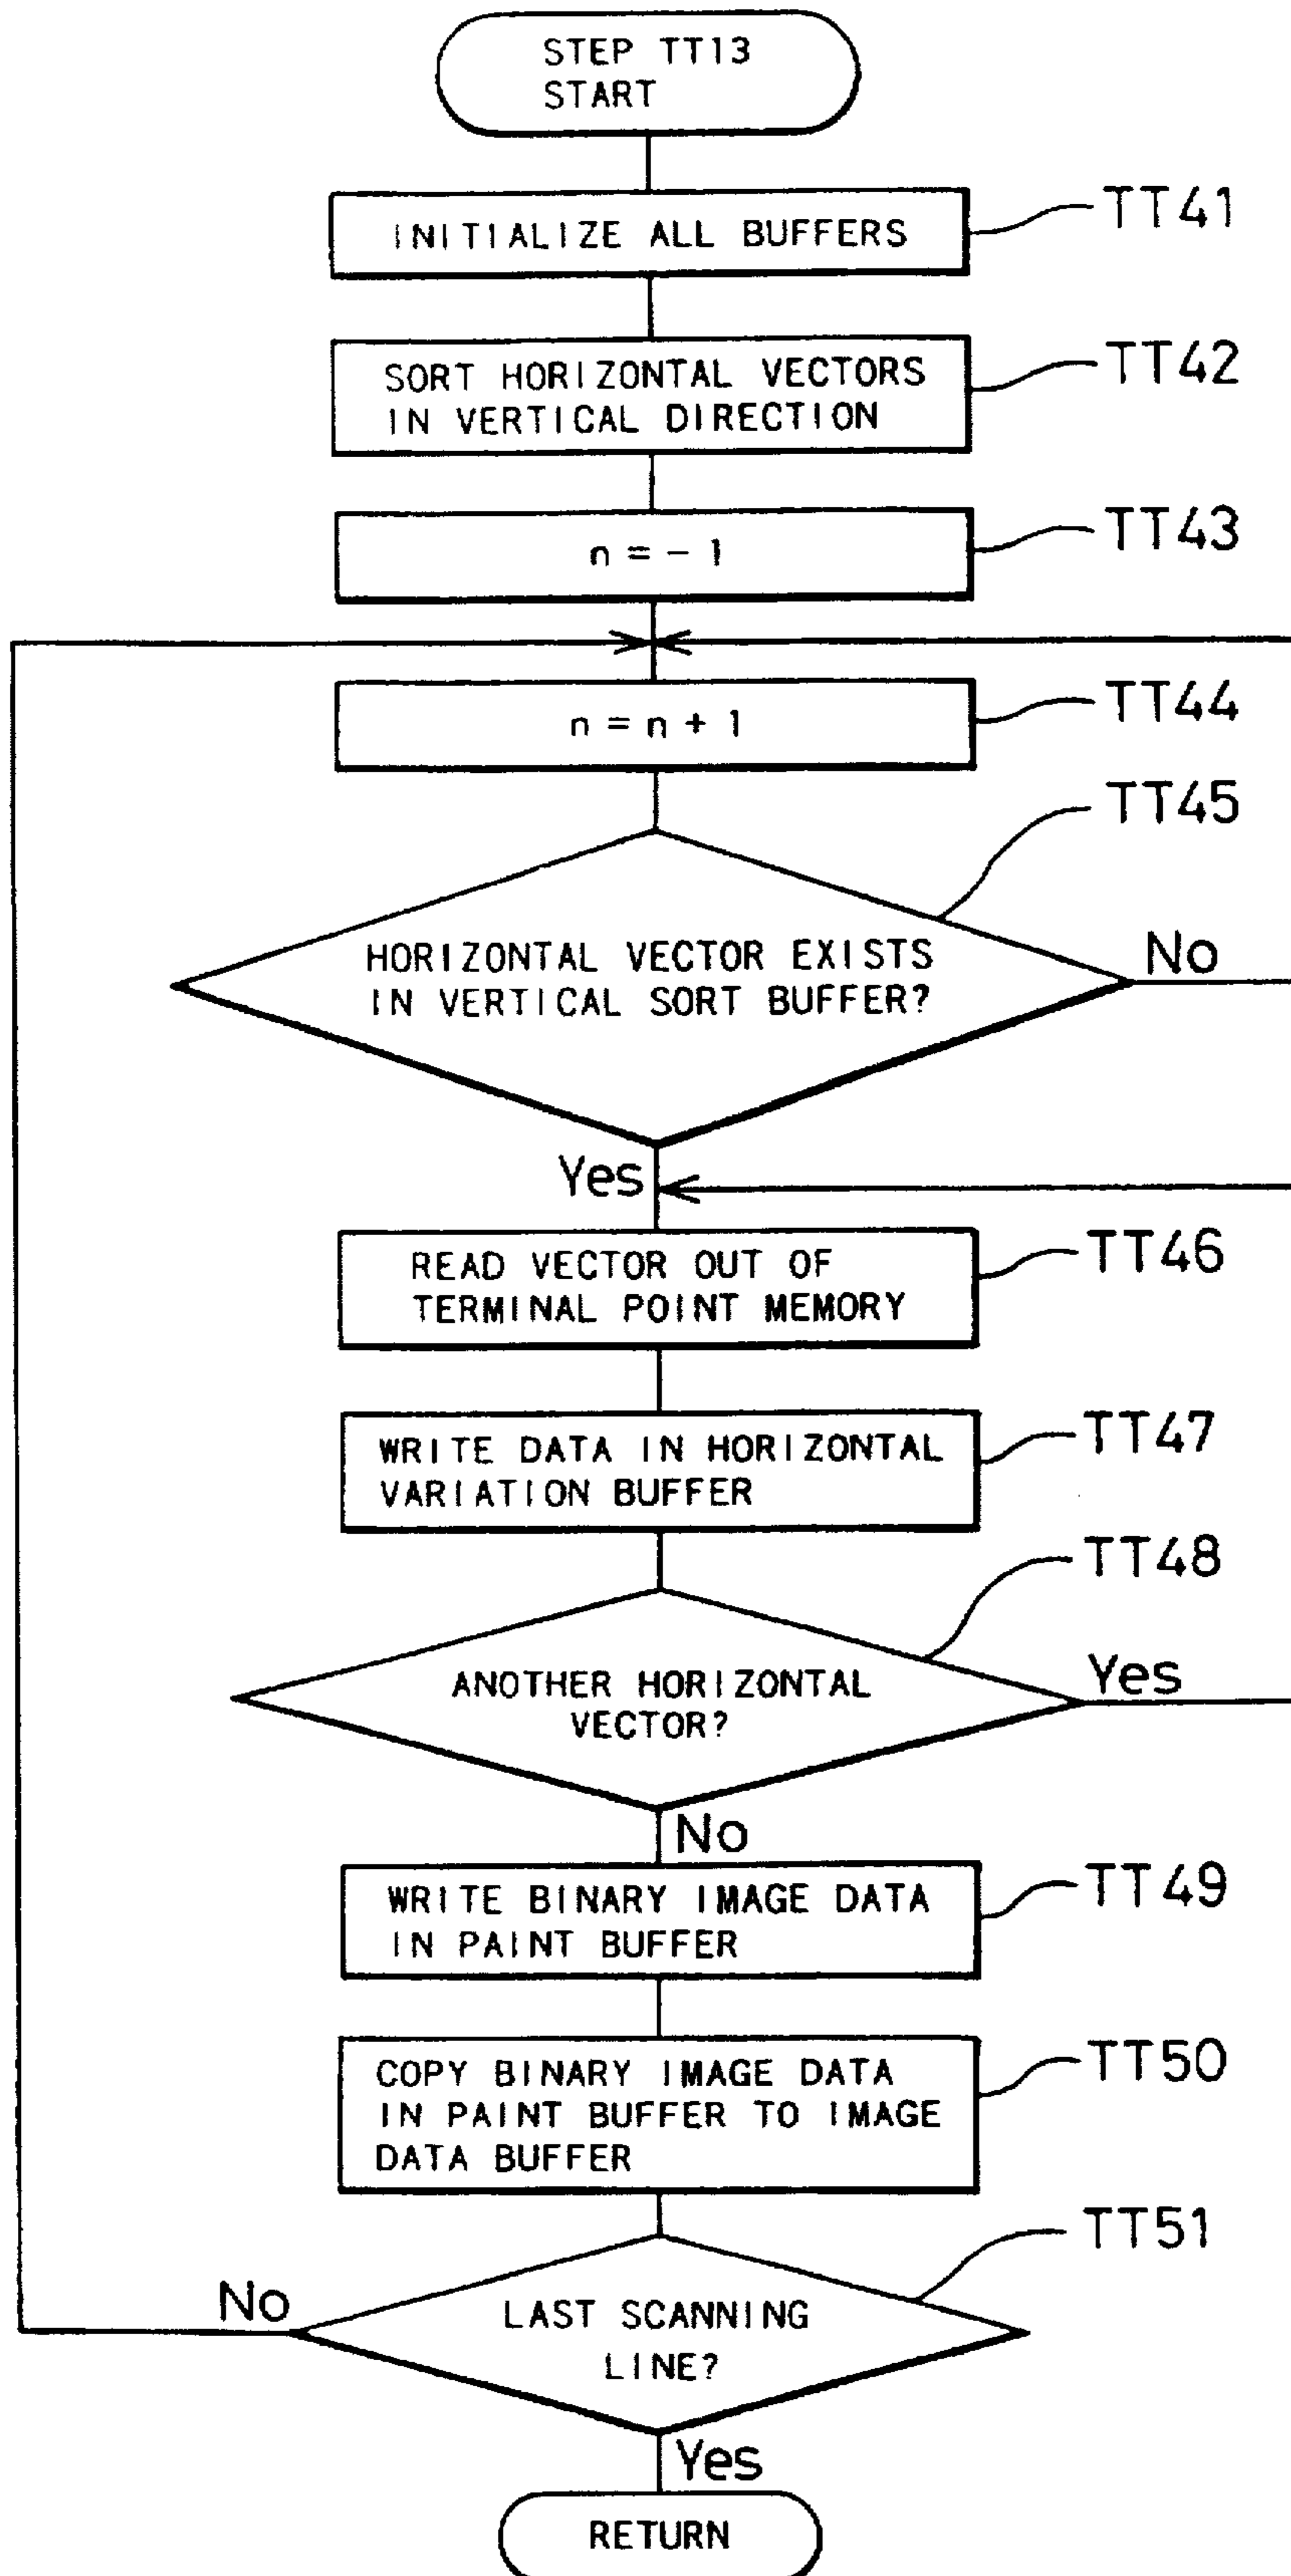 STEP TT13
START
INITIALIZE ALL BUFFERS
TT41
SORT HORIZONTAL VECTORS
IN VERTICAL DIRECTION
TT42
n = - 1
TT43
n = n + 1
TT44
TT45
HORIZONTAL VECTOR EXISTS
IN VERTICAL SORT BUFFER?
No
Yes
READ VECTOR OUT OF
TERMINAL POINT MEMORY
TT46
WRITE DATA IN HORIZONTAL
VARIATION BUFFER
TT47
TT48
ANOTHER HORIZONTAL
VECTOR?
Yes
No
WRITE BINARY IMAGE DATA
IN PAINT BUFFER
TT49
COPY BINARY IMAGE DATA
IN PAINT BUFFER TO IMAGE
DATA BUFFER
TT50
TT51
No
LAST SCANNING
LINE?
Yes
RETURN